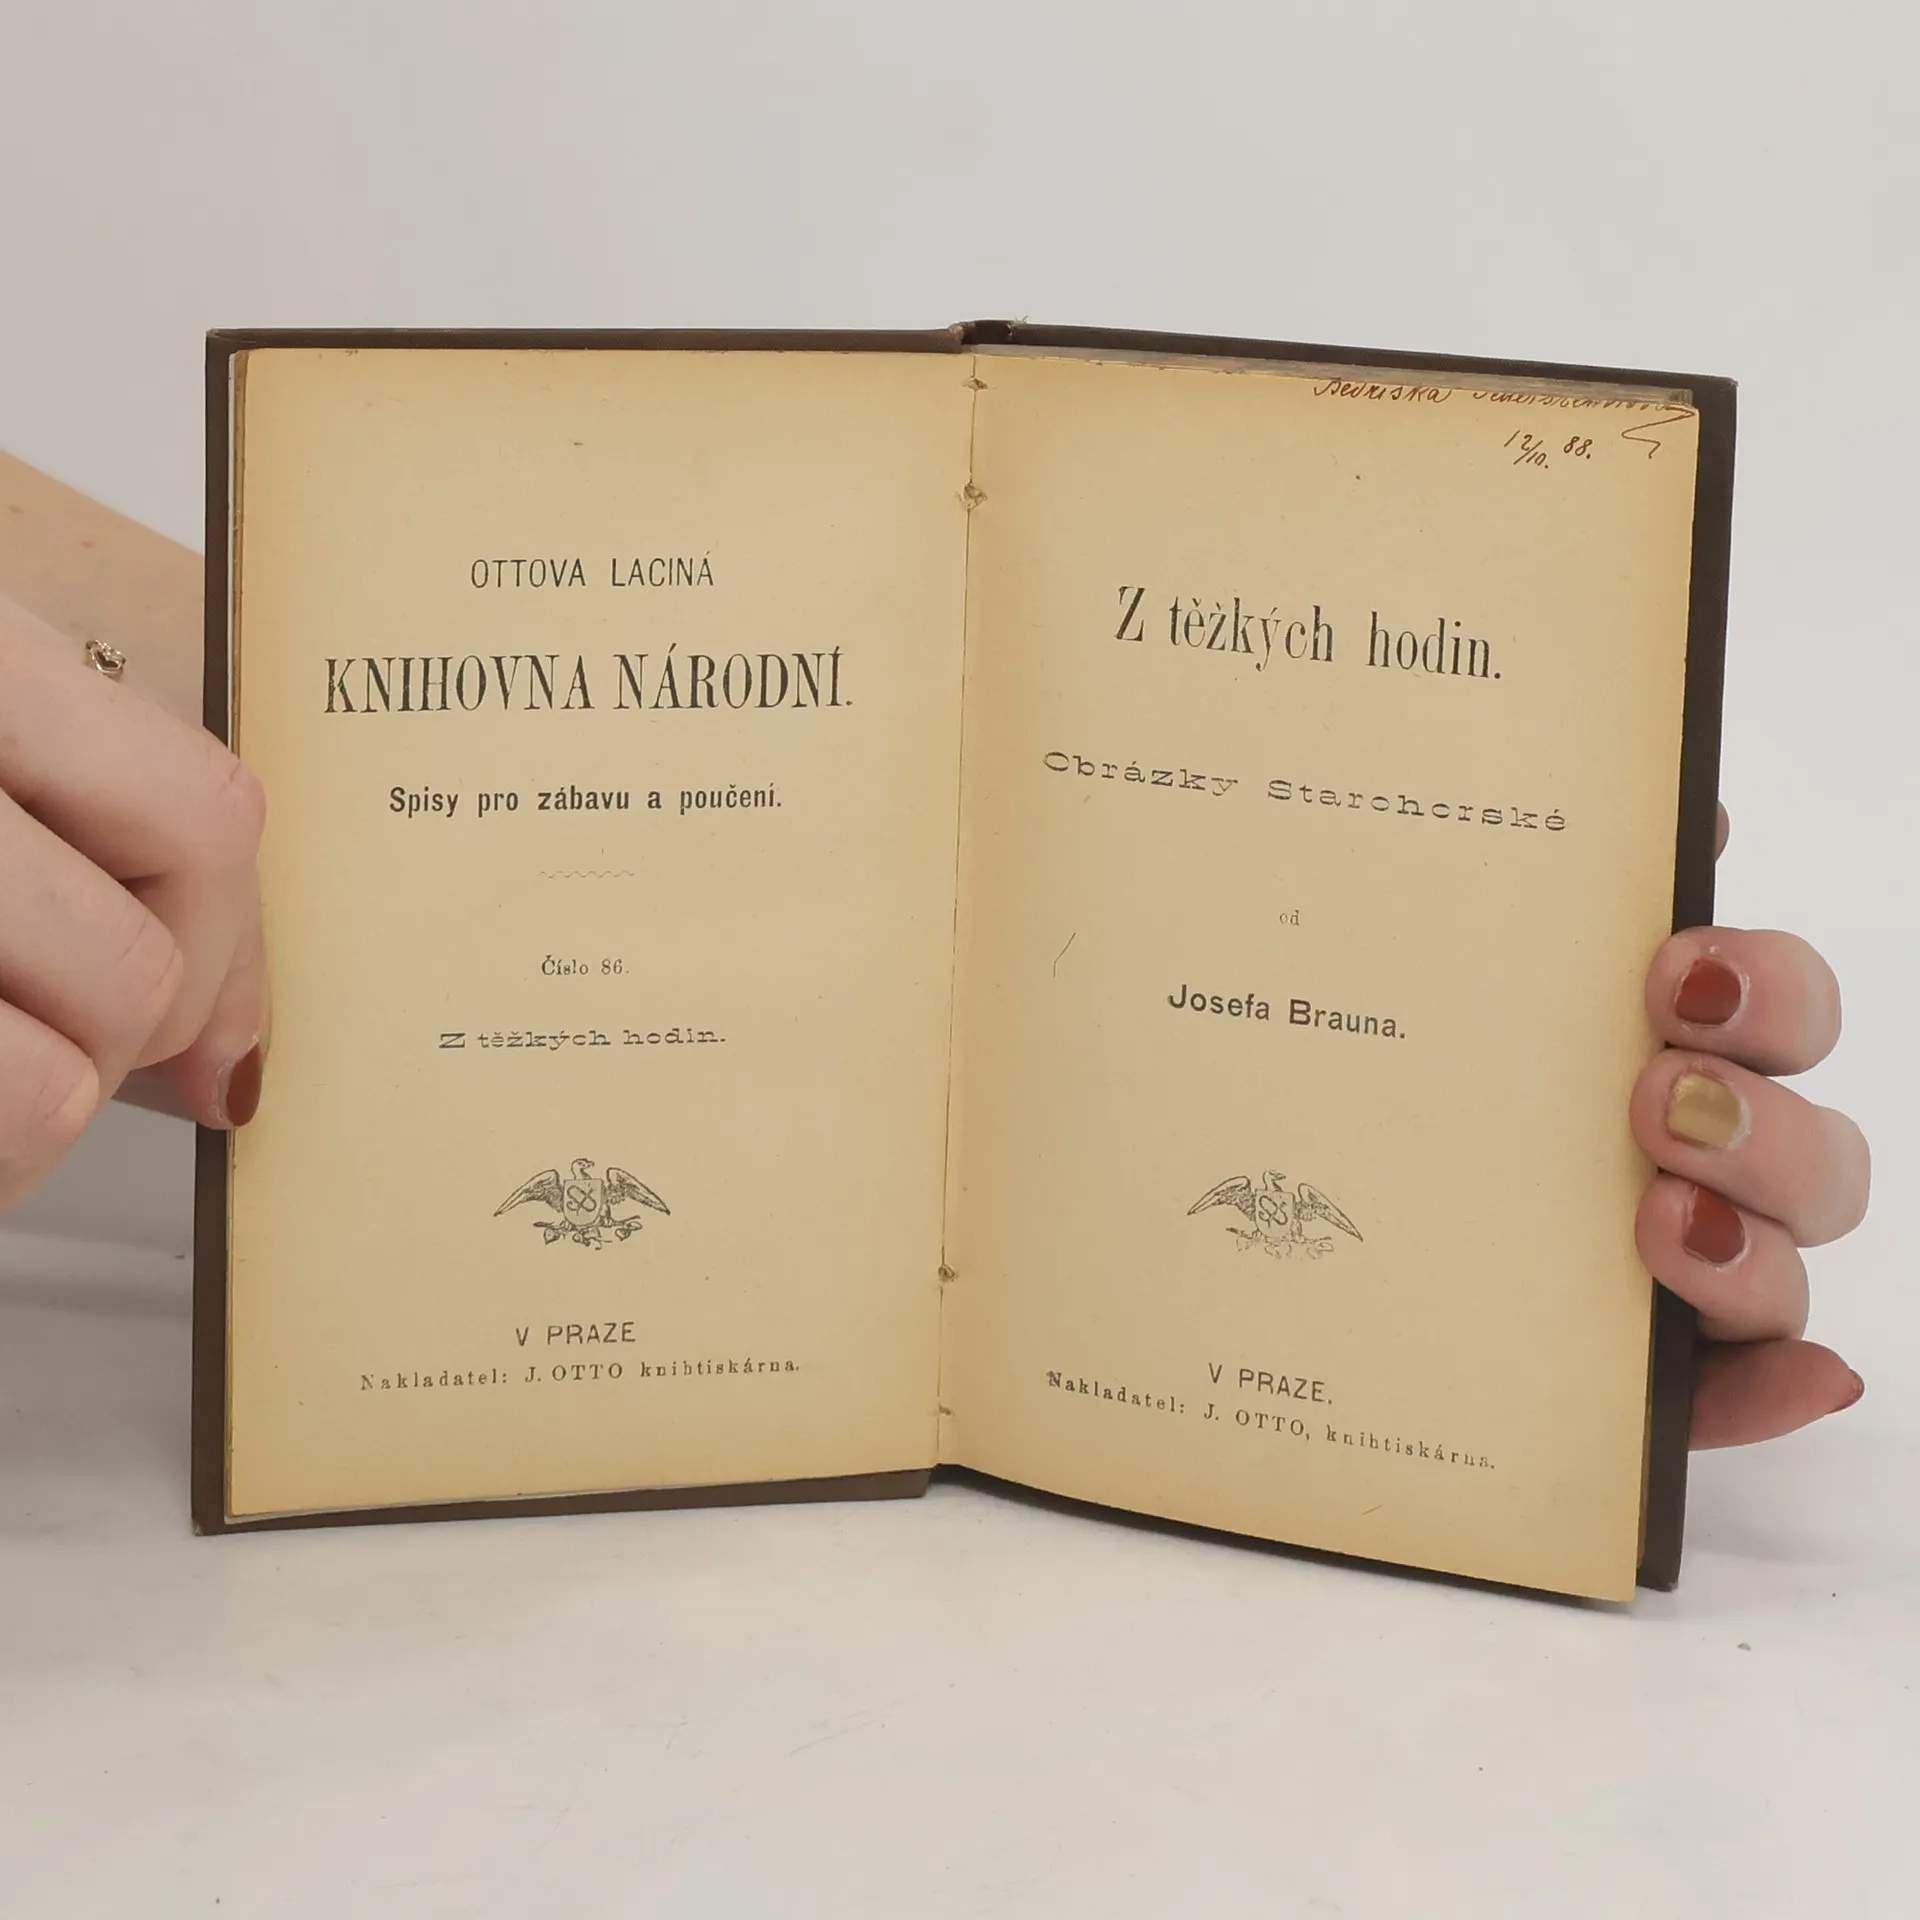 OTTOVA LACINÁ
KNIHOVNA NÁRODNÍ.
Spisy pro zábavu a poučení.
Číslo 86.
Z těžkých hodin.
V PRAZE
Nakladatel: J. OTTO knihtiskárna.
Bedřiška
12/10. 88.
Z těžkých hodin.
Obrázky Starohorské
od
Josefa Brauna.
V PRAZE.
Nakladatel: J. OTTO, knihtiskárna.